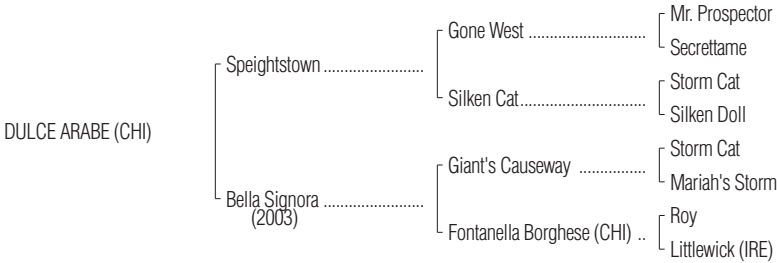 Mr. Prospector
Gone West ............................
Secrettame
Speightstown ........................
Storm Cat
Silken Cat..............................
Silken Doll
DULCE ARABE (CHI)
Storm Cat
Giant's Causeway ................
Mariah's Storm
Bella Signora ........................
(2003)
Roy
Fontanella Borghese (CHI) ..
Littlewick (IRE)